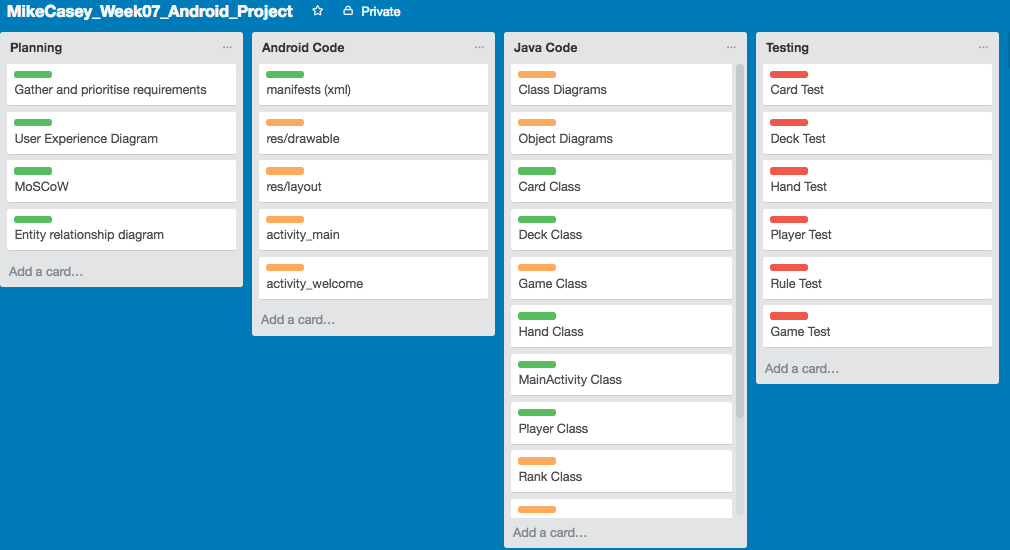 MikeCasey_Week07_Android_Project
Private
Planning
Gather and prioritise requirements
User Experience Diagram
MoSCoW
Entity relationship diagram
Add a card...
Android Code
manifests (xml)
res/drawable
res/layout
activity_main
activity_welcome
Add a card...
Java Code
Class Diagrams
Object Diagrams
Card Class
Deck Class
Game Class
Hand Class
MainActivity Class
Player Class
Rank Class
Add a card...
Testing
Card Test
Deck Test
Hand Test
Player Test
Rule Test
Game Test
Add a card...